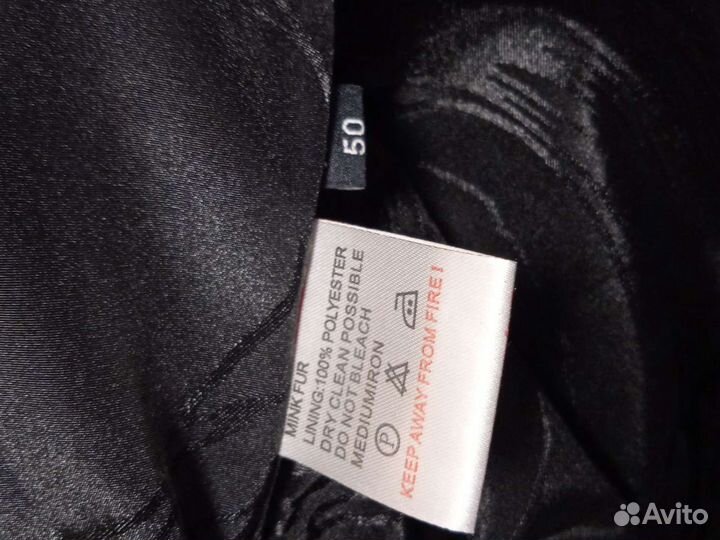 50
MINK FUR
LINING:100% POLYESTER
DRY CLEAN POSSIBLE
DO NOT BLEACH
MEDIUMIRON
P
KEEP AWAY FROM FIRE !
Avito